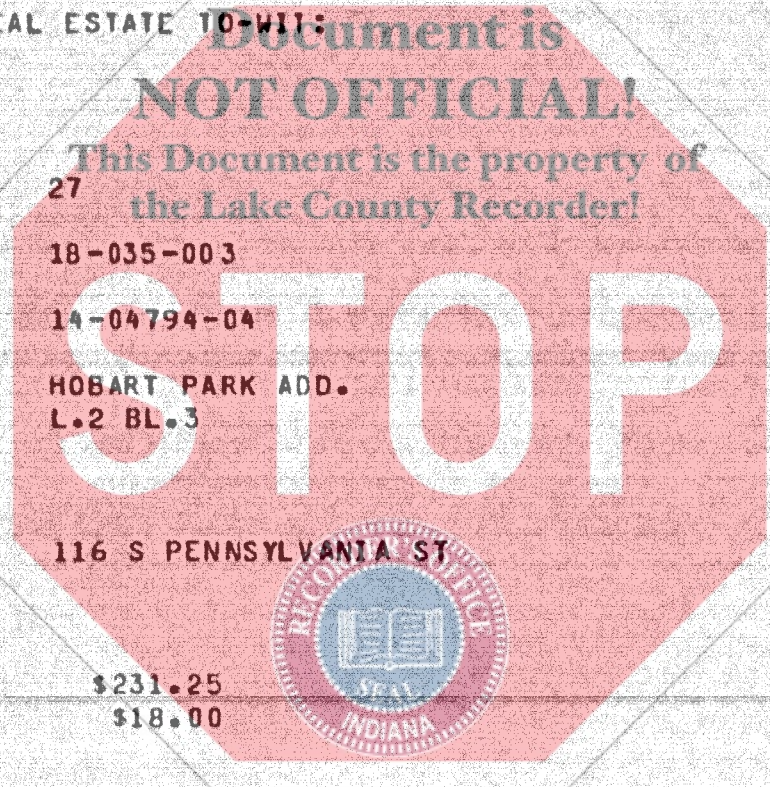 EAL ESTATE TO-WIT:
Document is
NOT OFFICIAL!
This Document is the property of
the Lake County Recorder!
27
18-035-003
14-04794-04
STOP
HOBART PARK ADD.
L.2 BL.3
116 S PENNSYLVANIA ST
RECORDER'S OFFICE
SEAL
INDIANA
$231.25
$18.00